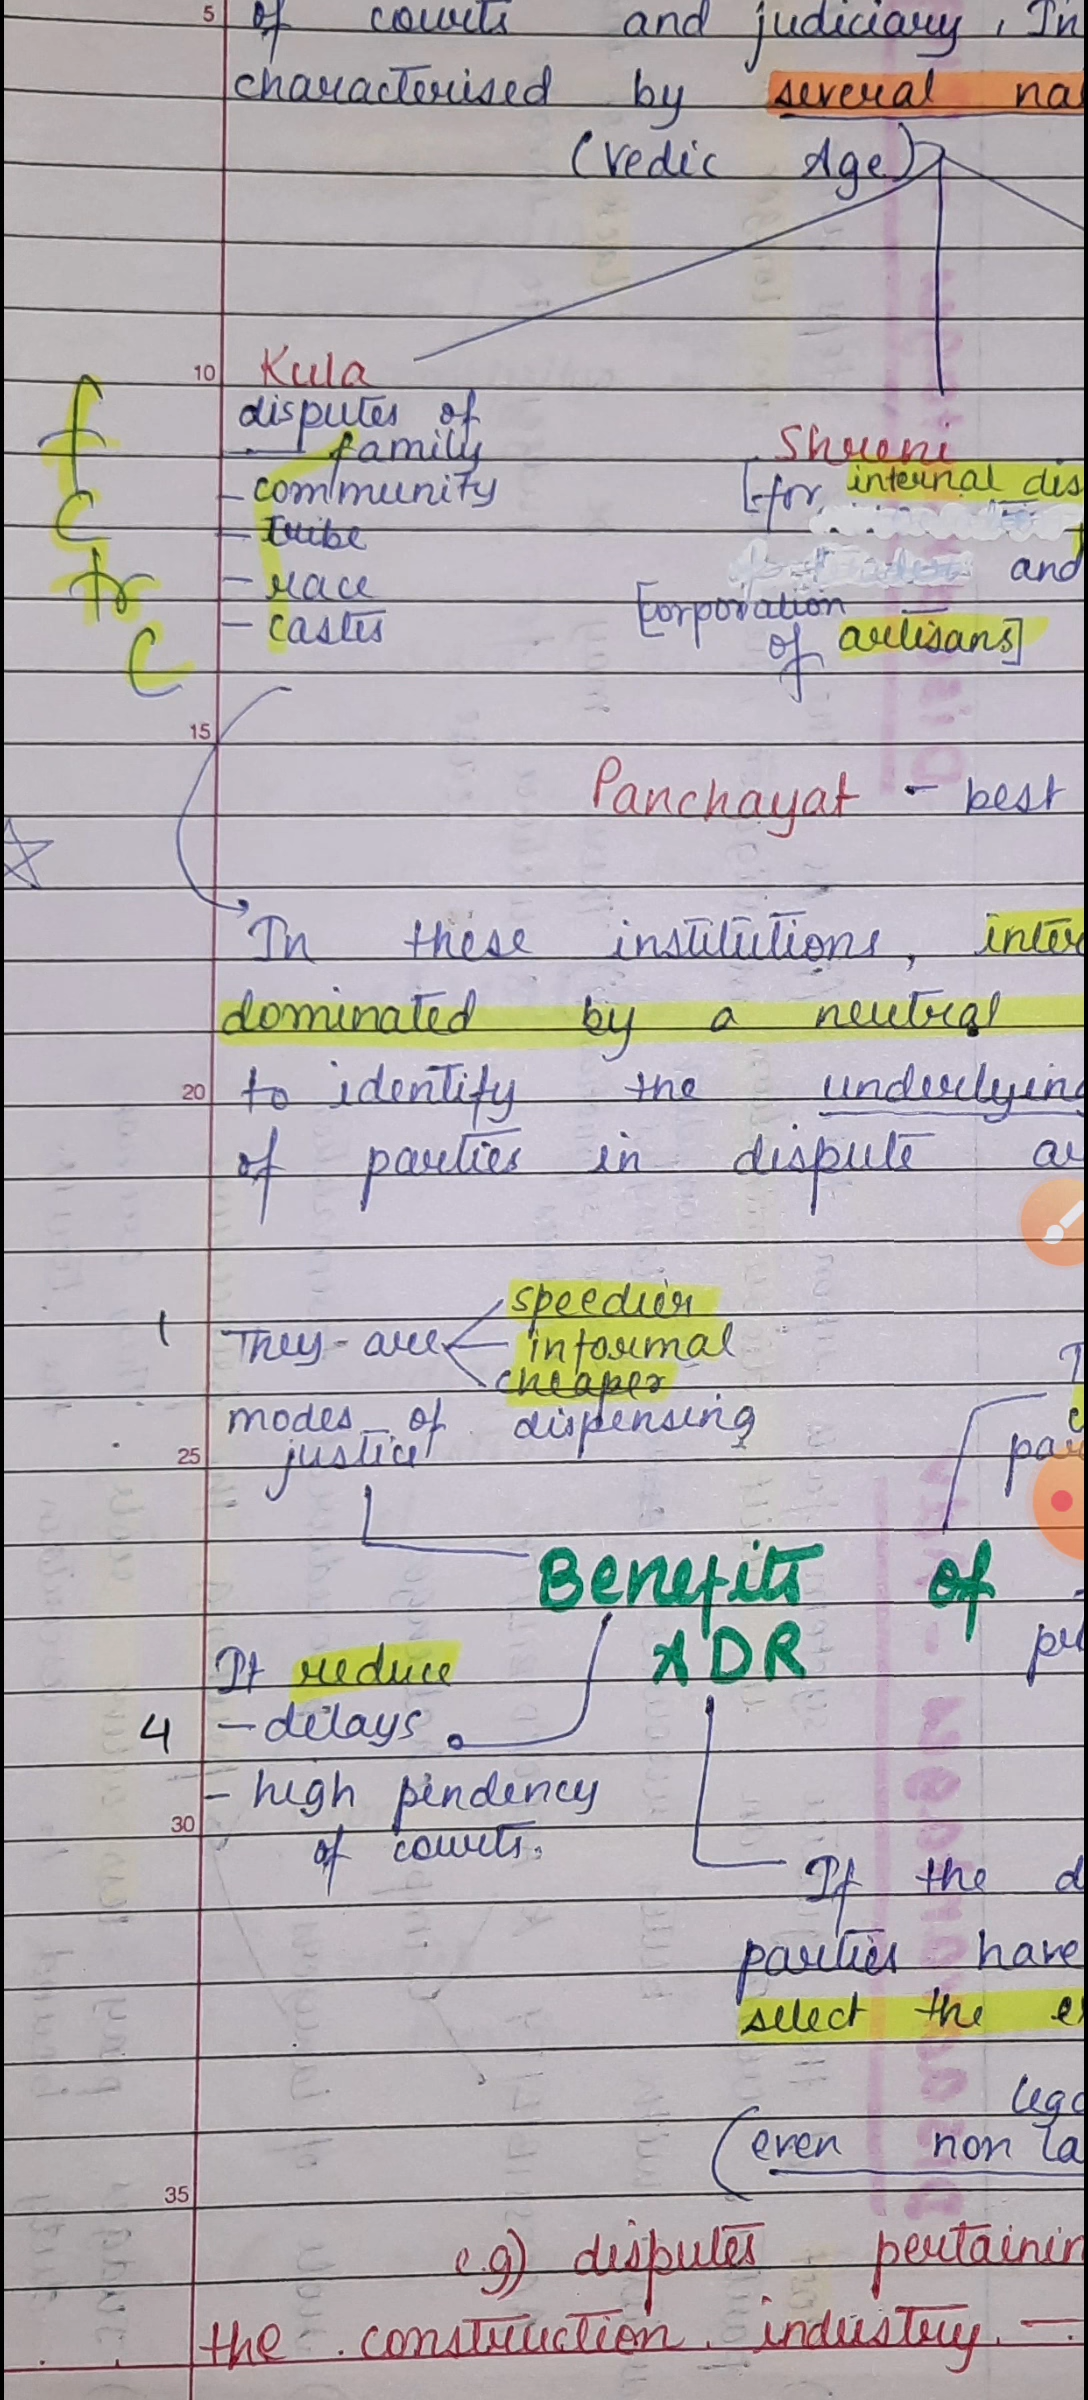 5 of courts and judiciary, In
characterised by several na
(Vedic Age)
10 Kula
disputes of
- family
f
- community
C
- tribe
tr
- race
- castes
C
Shreni
[for internal dis
and
[corporation
of artisans]
15
Panchayat - best
In these institutions, inter
dominated by a neutral
20 to identify the underlying
of parties in dispute
1 They are speedier
informal
cheaper
modes of dispensing
25 justice
par
Benefits of
ADR
It reduce
4 - delays
- high pendency
30 of courts.
If the d
parties have
select the e
lega
(even non la
35
e.g) disputes pertainin
the construction industry -